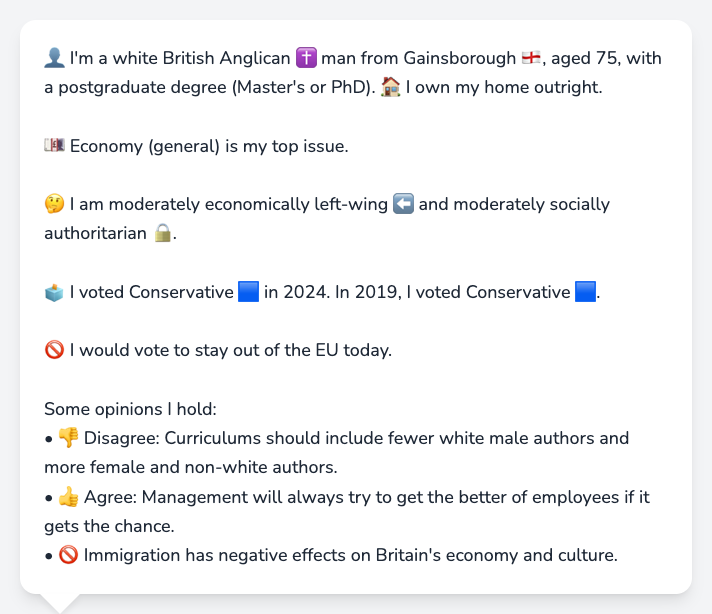 👤 I'm a white British Anglican ✝️ man from Gainsborough 🏴󠁧󠁢󠁥󠁮󠁧󠁿, aged 75, with
a postgraduate degree (Master's or PhD). 🏠 I own my home outright.
💷 Economy (general) is my top issue.
🤔 I am moderately economically left-wing ⬅️ and moderately socially
authoritarian 🔒.
🗳️ I voted Conservative 🟦 in 2024. In 2019, I voted Conservative 🟦.
🚫 I would vote to stay out of the EU today.
Some opinions I hold:
• 👎 Disagree: Curriculums should include fewer white male authors and
more female and non-white authors.
• 👍 Agree: Management will always try to get the better of employees if it
gets the chance.
• 🚫 Immigration has negative effects on Britain's economy and culture.